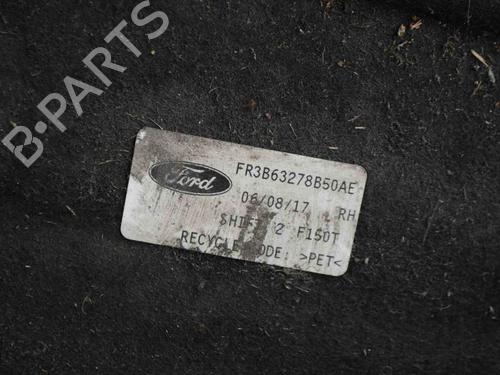 B-PARTS
Ford
FR3B63278B50AE
06/08/17 RH
SHIFT 2 F150T
RECYCLE CODE: >PET<